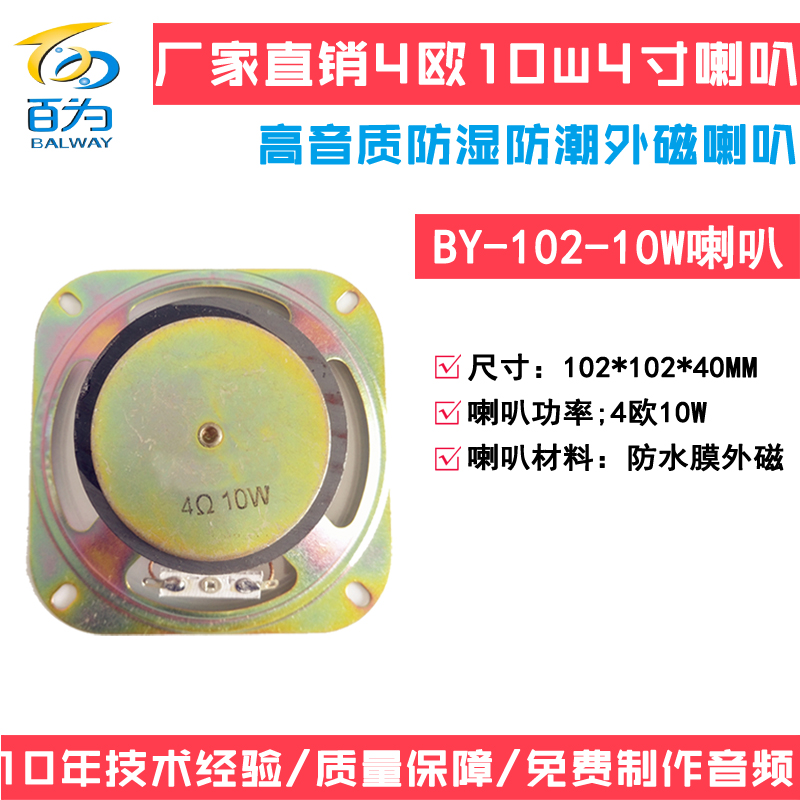 厂家直销4欧10w4寸喇叭
百为
BALWAY
高音质防湿防潮外磁喇叭
BY-102-10W喇叭
尺寸：102*102*40MM
喇叭功率;4欧10W
喇叭材料：防水膜外磁
4Ω 10W
10年技术经验/质量保障/免费制作音频